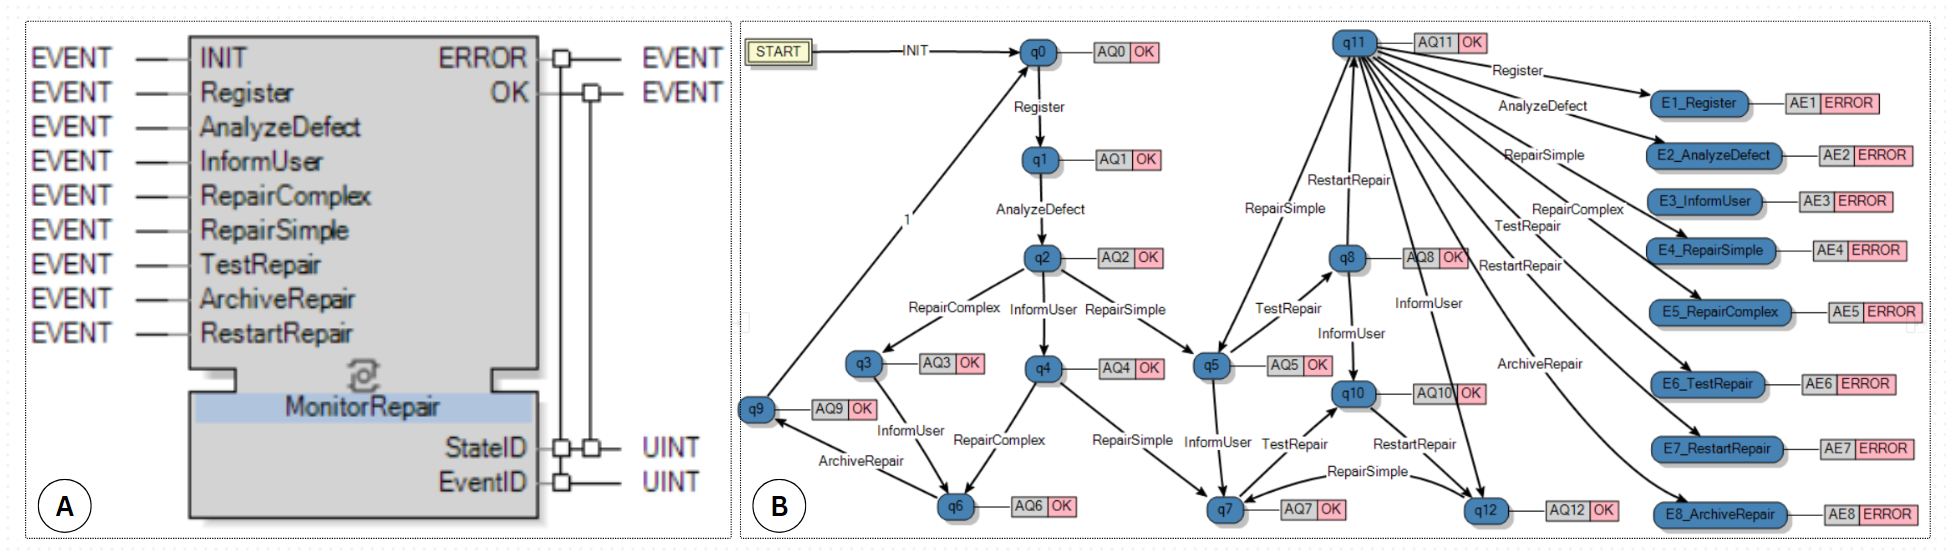 EVENT INIT ERROR EVENT
EVENT Register OK EVENT
EVENT AnalyzeDefect
EVENT InformUser
EVENT RepairComplex
EVENT RepairSimple
EVENT TestRepair
EVENT ArchiveRepair
EVENT RestartRepair
MonitorRepair
StateID UINT
EventID UINT
A
START INIT q0 AQ0 OK
Register
q1 AQ1 OK
AnalyzeDefect
1
q2 AQ2 OK
RepairComplex InformUser RepairSimple
q3 AQ3 OK
q4 AQ4 OK
q5 AQ5 OK
q9 AQ9 OK
InformUser RepairComplex RepairSimple InformUser
ArchiveRepair
q6 AQ6 OK
q7 AQ7 OK
B
q11 AQ11 OK
RestartRepair
RepairSimple
q8 AQ8 OK
TestRepair
InformUser
InformUser
q10 AQ10 OK
TestRepair RestartRepair
RepairSimple
q12 AQ12 OK
Register
AnalyzeDefect
RepairSimple
RepairComplex
TestRepair
RestartRepair
ArchiveRepair
E1_Register AE1 ERROR
E2_AnalyzeDefect AE2 ERROR
E3_InformUser AE3 ERROR
E4_RepairSimple AE4 ERROR
E5_RepairComplex AE5 ERROR
E6_TestRepair AE6 ERROR
E7_RestartRepair AE7 ERROR
E8_ArchiveRepair AE8 ERROR